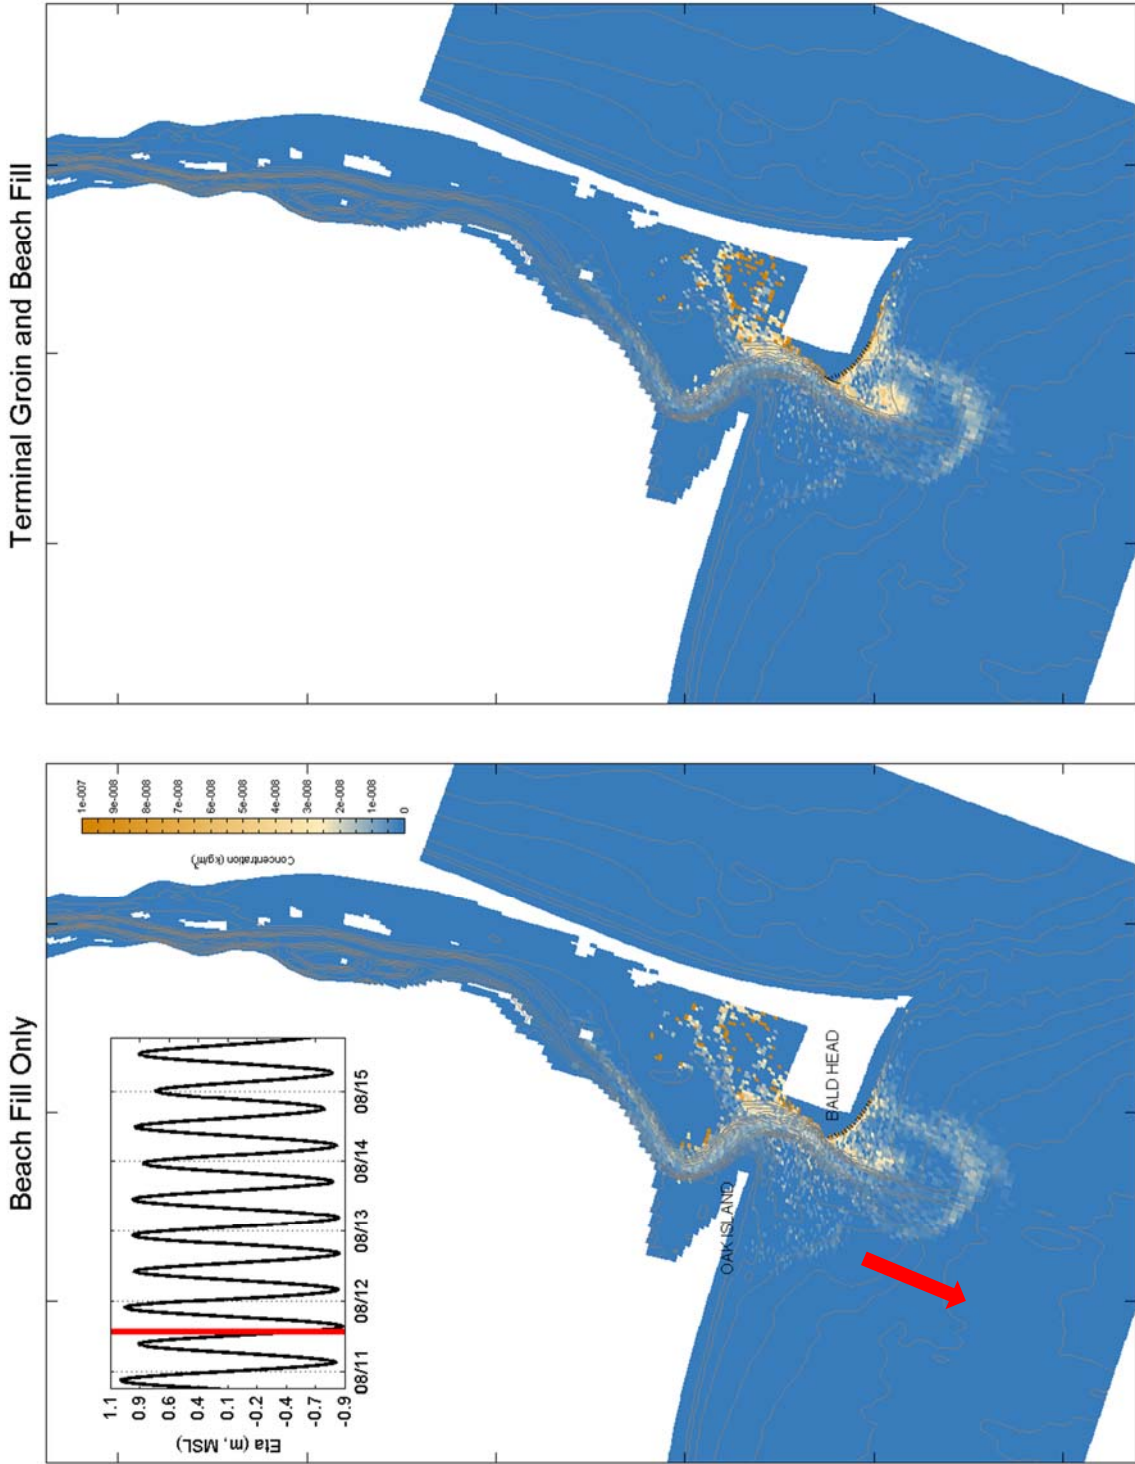 Beach Fill Only
Terminal Groin and Beach Fill
Eta (m, MSL)
1.1
0.9
0.6
0.4
0.1
-0.2
-0.4
-0.7
-0.9
08/11
08/12
08/13
08/14
08/15
Concentration (kg/m³)
1e-007
9e-008
8e-008
7e-008
6e-008
5e-008
4e-008
3e-008
2e-008
1e-008
0
OAK ISLAND
BALD HEAD